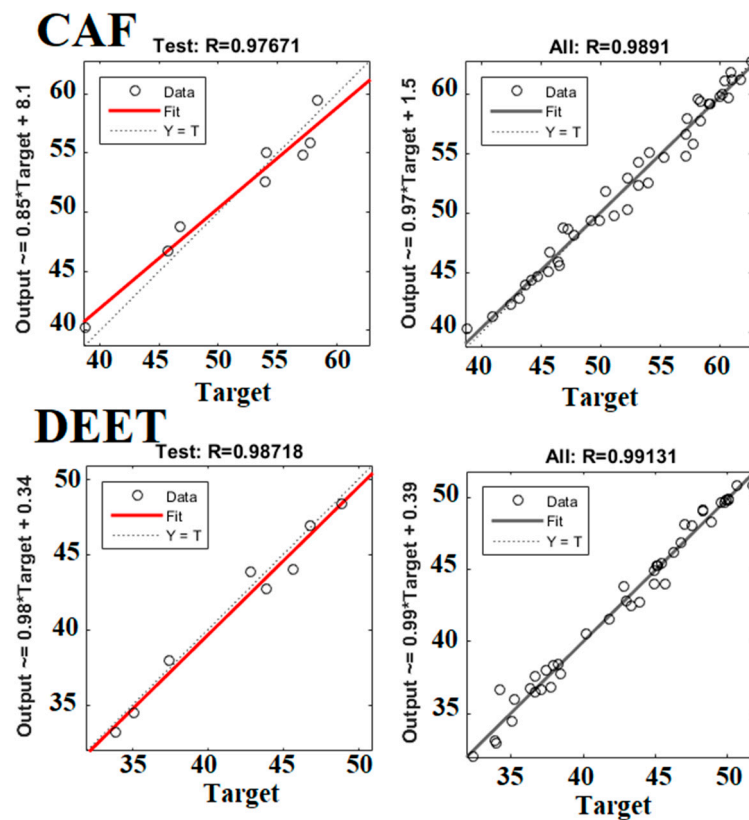 CAF
Test: R=0.97671
Output ~= 0.85*Target + 8.1
60
55
50
45
40
Data
Fit
Y = T
40 45 50 55 60
Target
All: R=0.9891
Output ~= 0.97*Target + 1.5
60
55
50
45
40
Data
Fit
Y = T
40 45 50 55 60
Target
DEET
Test: R=0.98718
Output ~= 0.98*Target + 0.34
50
45
40
35
Data
Fit
Y = T
35 40 45 50
Target
All: R=0.99131
Output ~= 0.99*Target + 0.39
50
45
40
35
Data
Fit
Y = T
35 40 45 50
Target